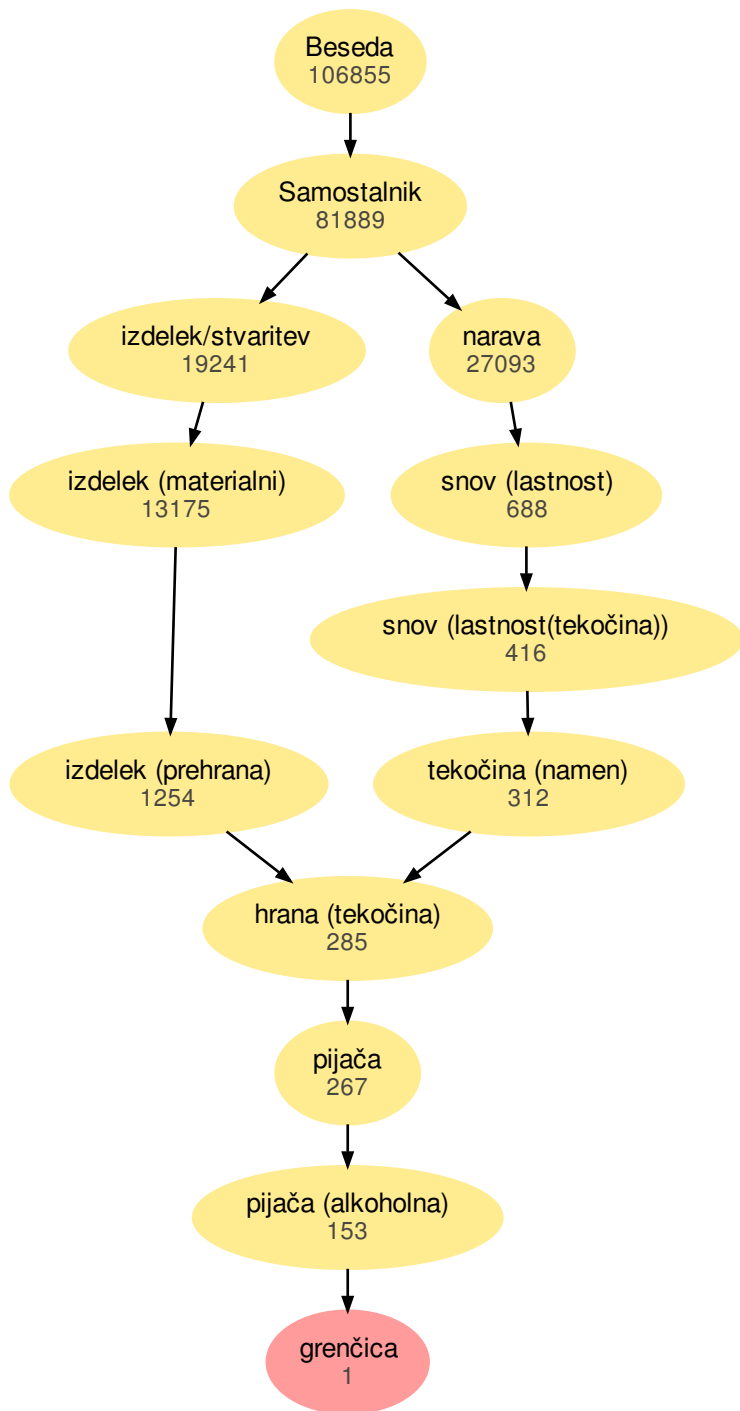 Beseda
106855
Samostalnik
81889
izdelek/stvaritev
19241
narava
27093
izdelek (materialni)
13175
snov (lastnost)
688
snov (lastnost(tekočina))
416
izdelek (prehrana)
1254
tekočina (namen)
312
hrana (tekočina)
285
pijača
267
pijača (alkoholna)
153
grenčica
1